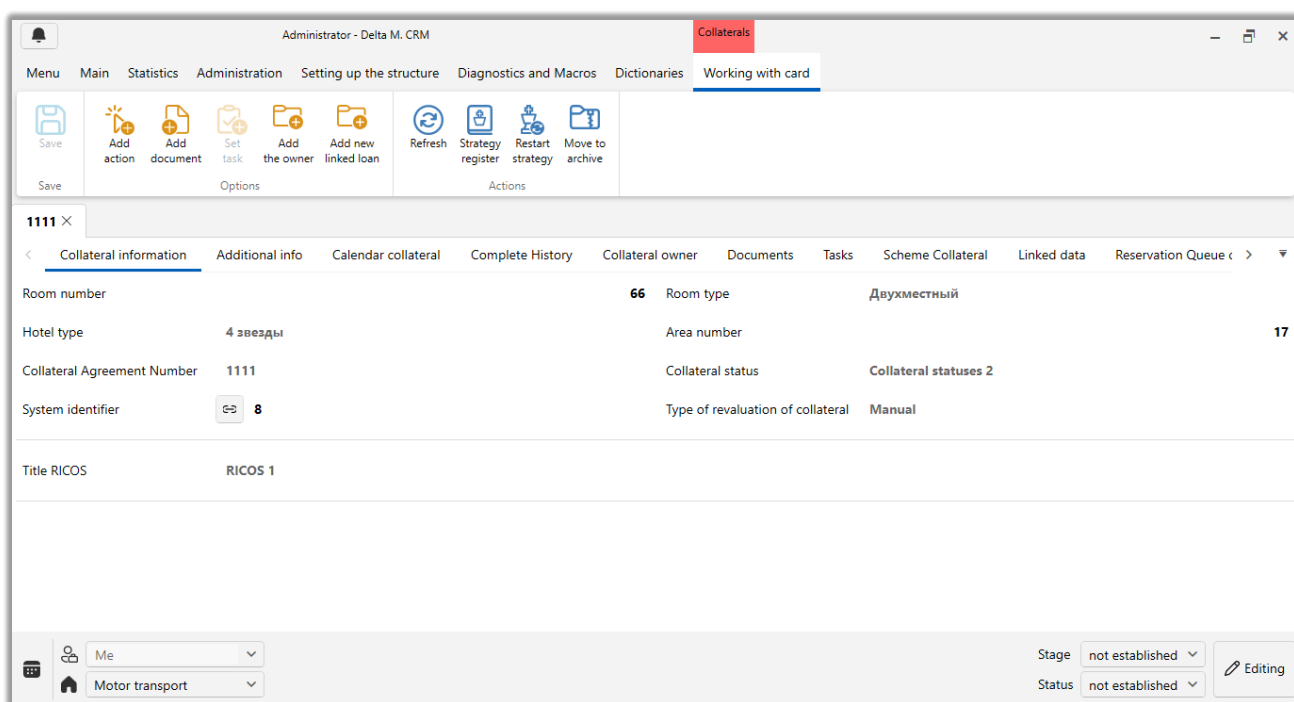 Administrator - Delta M. CRM
Collaterals
Menu Main Statistics Administration Setting up the structure Diagnostics and Macros Dictionaries Working with card
Save
Add action
Add document
Set task
Add the owner
Add new linked loan
Refresh
Strategy register
Restart strategy
Move to archive
Save Options Actions
1111
Collateral information Additional info Calendar collateral Complete History Collateral owner Documents Tasks Scheme Collateral Linked data Reservation Queue
Room number 66 Room type Двухместный
Hotel type 4 звезды Area number 17
Collateral Agreement Number 1111 Collateral status Collateral statuses 2
System identifier 8 Type of revaluation of collateral Manual
Title RICOS RICOS 1
Me Stage not established
Motor transport Status not established
Editing